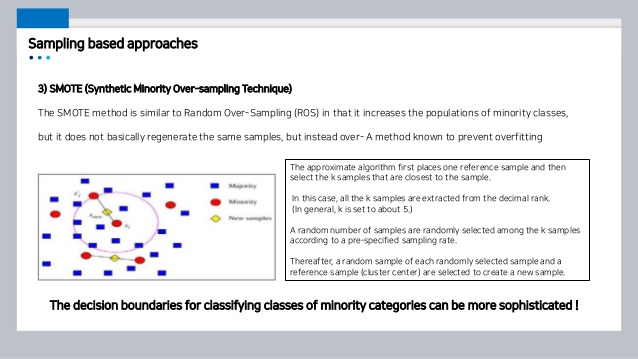 Sampling based approaches
3) SMOTE (Synthetic Minority Over-sampling Technique)
The SMOTE method is similar to Random Over-Sampling (ROS) in that it increases the populations of minority classes,
but it does not basically regenerate the same samples, but instead over- A method known to prevent overfitting
Majority
Minority
New samples
The approximate algorithm first places one reference sample and then
select the k samples that are closest to the sample.
In this case, all the k samples are extracted from the decimal rank.
(In general, k is set to about 5.)
A random number of samples are randomly selected among the k samples
according to a pre-specified sampling rate.
Thereafter, a random sample of each randomly selected sample and a
reference sample (cluster center) are selected to create a new sample.
The decision boundaries for classifying classes of minority categories can be more sophisticated !